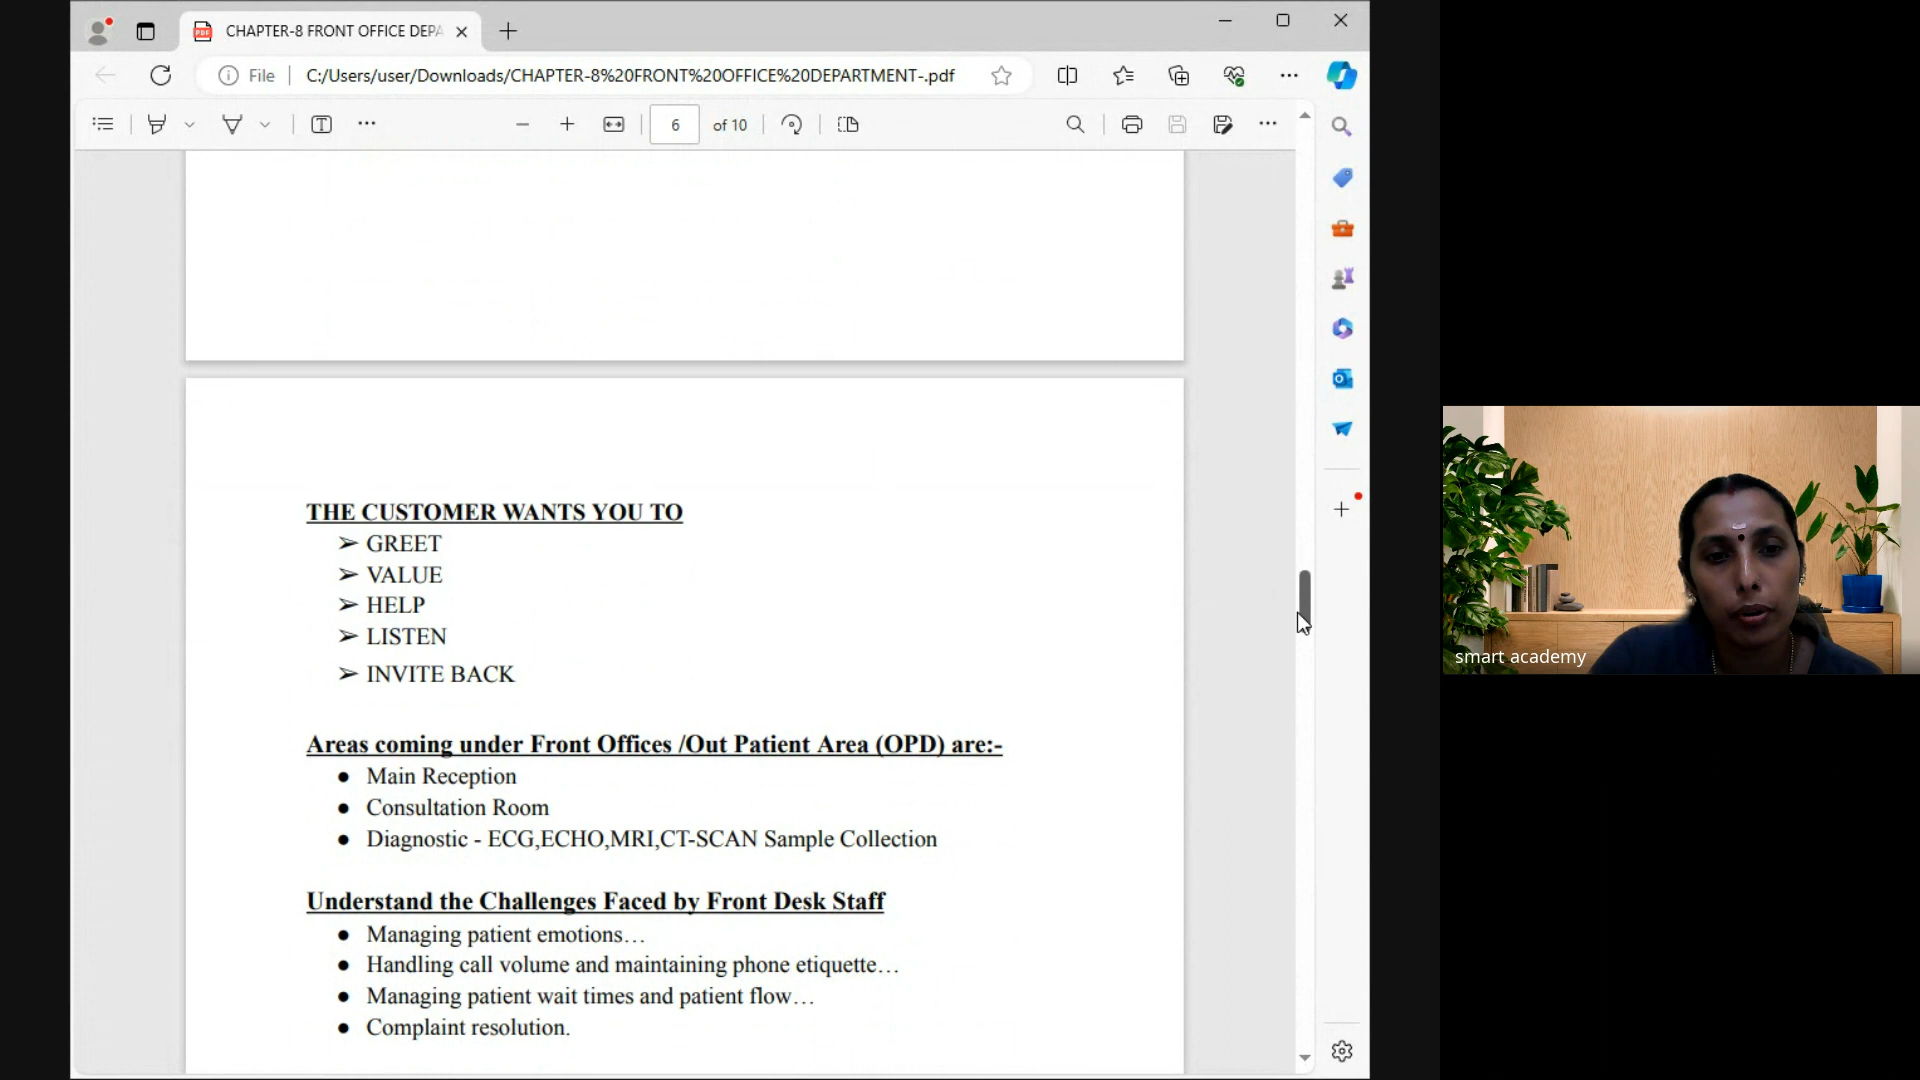 CHAPTER-8 FRONT OFFICE DEPA
File
C:/Users/user/Downloads/CHAPTER-8%20FRONT%20OFFICE%20DEPARTMENT-.pdf
6 of 10
THE CUSTOMER WANTS YOU TO
➢ GREET
➢ VALUE
➢ HELP
➢ LISTEN
➢ INVITE BACK
Areas coming under Front Offices /Out Patient Area (OPD) are:-
● Main Reception
● Consultation Room
● Diagnostic - ECG,ECHO,MRI,CT-SCAN Sample Collection
Understand the Challenges Faced by Front Desk Staff
● Managing patient emotions…
● Handling call volume and maintaining phone etiquette…
● Managing patient wait times and patient flow…
● Complaint resolution.
smart academy